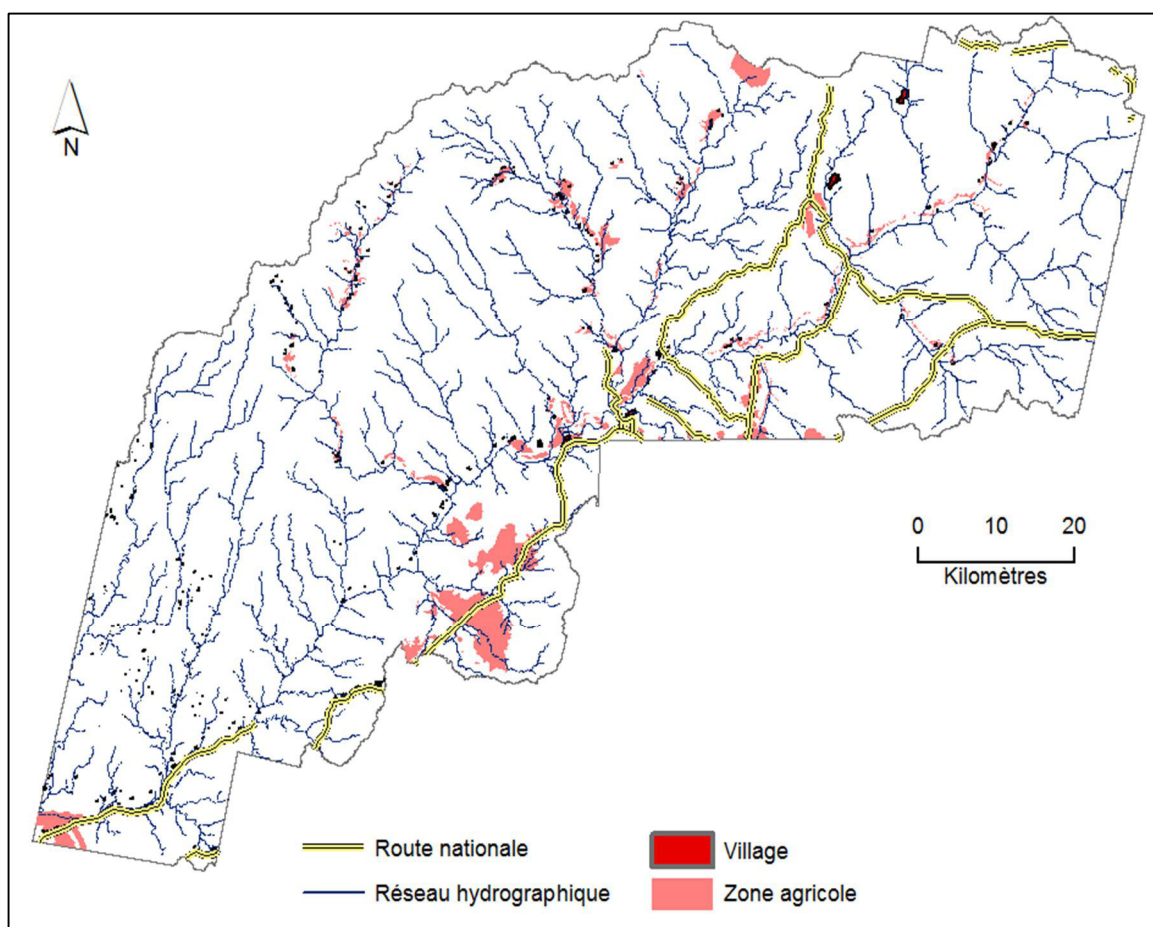 N
0 10 20
Kilomètres
Route nationale
Village
Réseau hydrographique
Zone agricole